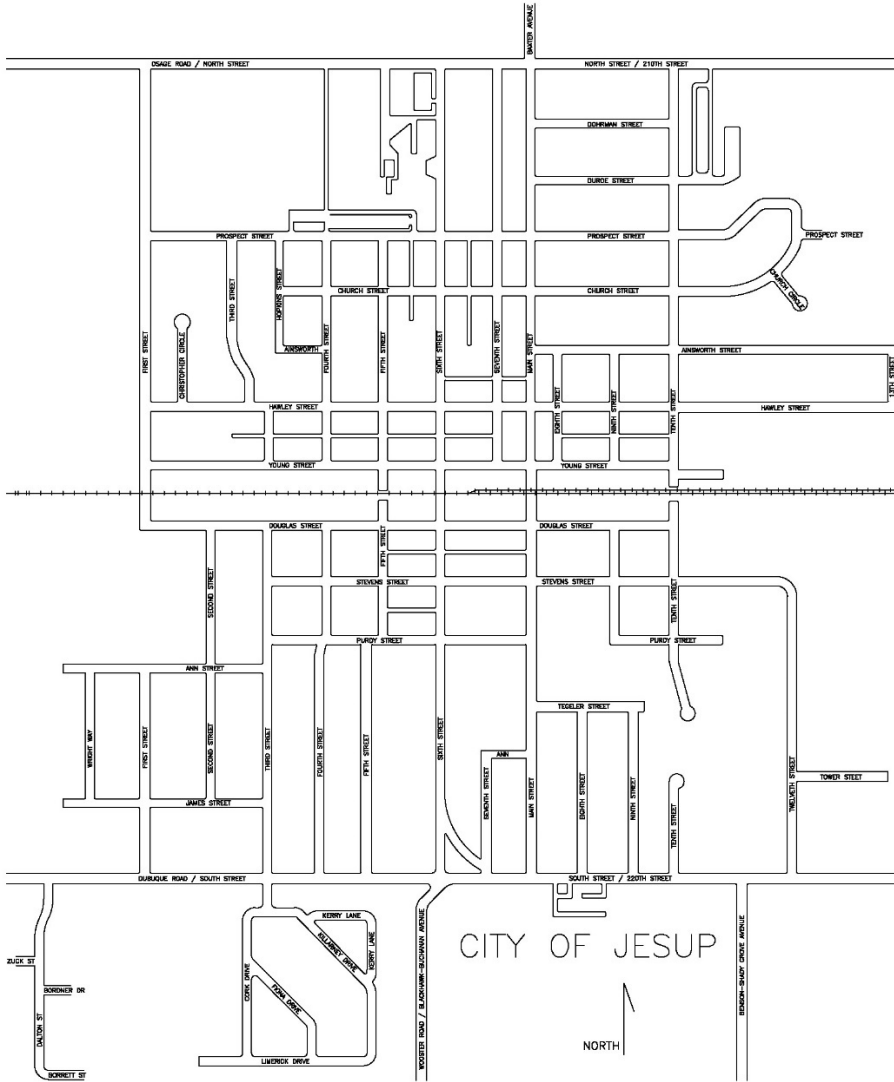 BAXTER AVENUE
OSAGE ROAD / NORTH STREET
NORTH STREET / 210TH STREET
DOHRMAN STREET
DUROE STREET
PROSPECT STREET
PROSPECT STREET
PROSPECT STREET
THIRD STREET
HOPKINS STREET
CHURCH STREET
CHURCH STREET
CHURCH CIRCLE
FIRST STREET
CHRISTOPHER CIRCLE
AINSWORTH
FOURTH STREET
FIFTH STREET
SIXTH STREET
SEVENTH STREET
MAIN STREET
AINSWORTH STREET
13TH STREET
HAWLEY STREET
EIGHTH STREET
NINTH STREET
TENTH STREET
HAWLEY STREET
YOUNG STREET
YOUNG STREET
DOUGLAS STREET
FIFTH STREET
DOUGLAS STREET
SECOND STREET
STEVENS STREET
STEVENS STREET
TENTH STREET
PURDY STREET
PURDY STREET
ANN STREET
TEGELER STREET
WRIGHT WAY
FIRST STREET
SECOND STREET
THIRD STREET
FOURTH STREET
FIFTH STREET
SIXTH STREET
ANN
SEVENTH STREET
MAIN STREET
EIGHTH STREET
NINTH STREET
TENTH STREET
TWELVETH STREET
TOWER STEET
JAMES STREET
DUBUQUE ROAD / SOUTH STREET
SOUTH STREET / 220TH STREET
KERRY LANE
KILLARNEY DRIVE
KERRY LANE
WOOSTER ROAD / BLACKHAWK-BUCHANAN AVENUE
CITY OF JESUP
BENSON-SHADY GROVE AVENUE
ZUCK ST
CORK DRIVE
FIONA DRIVE
BORDNER DR
DALTON ST
NORTH
LIMERICK DRIVE
BORRETT ST